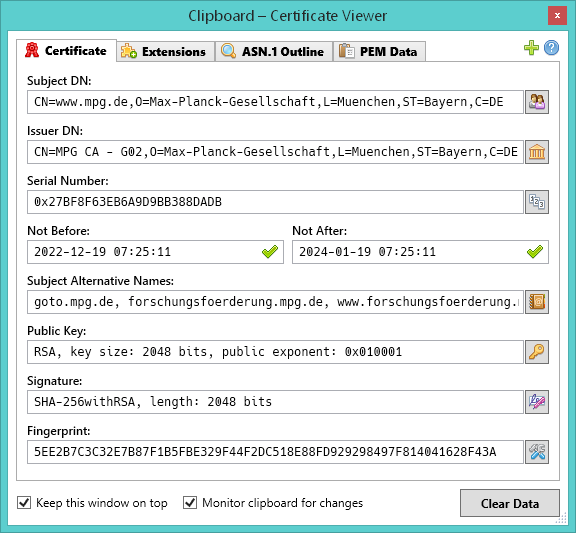 Clipboard – Certificate Viewer
Certificate Extensions ASN.1 Outline PEM Data
Subject DN:
CN=www.mpg.de,O=Max-Planck-Gesellschaft,L=Muenchen,ST=Bayern,C=DE
Issuer DN:
CN=MPG CA - G02,O=Max-Planck-Gesellschaft,L=Muenchen,ST=Bayern,C=DE
Serial Number:
0x27BF8F63EB6A9D9BB388DADB
Not Before: Not After:
2022-12-19 07:25:11 2024-01-19 07:25:11
Subject Alternative Names:
goto.mpg.de, forschungsfoerderung.mpg.de, www.forschungsfoerderung.
Public Key:
RSA, key size: 2048 bits, public exponent: 0x010001
Signature:
SHA-256withRSA, length: 2048 bits
Fingerprint:
5EE2B7C3C32E7B87F1B5FBE329F44F2DC518E88FD929298497F814041628F43A
Keep this window on top Monitor clipboard for changes Clear Data